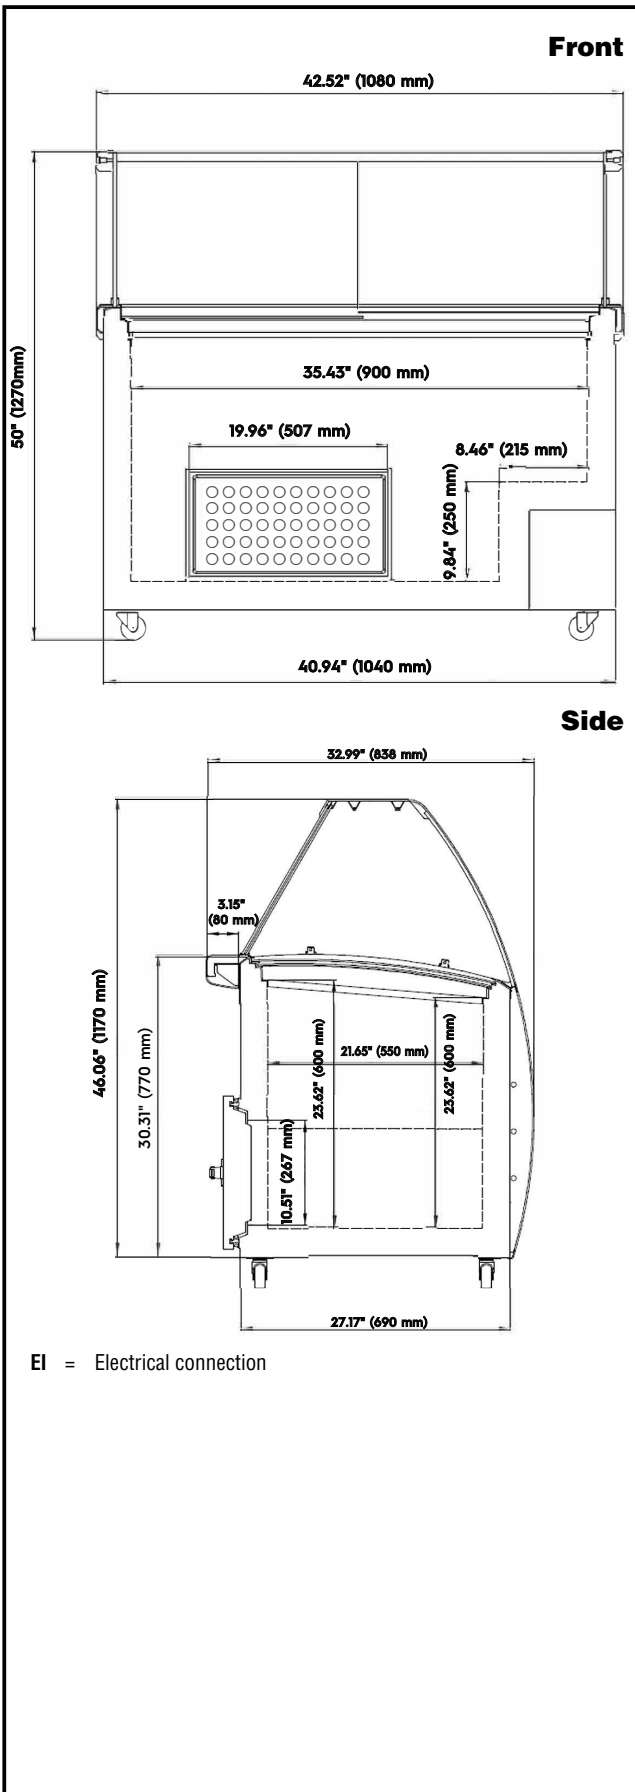 Front
42.52" (1080 mm)
50" (1270mm)
35.43" (900 mm)
19.96" (507 mm)
8.46" (215 mm)
9.84" (250 mm)
40.94" (1040 mm)
Side
32.99" (838 mm)
3.15"
(80 mm)
46.06" (1170 mm)
30.31" (770 mm)
21.65" (550 mm)
23.62" (600 mm)
23.62" (600 mm)
10.51" (267 mm)
27.17" (690 mm)
EI = Electrical connection